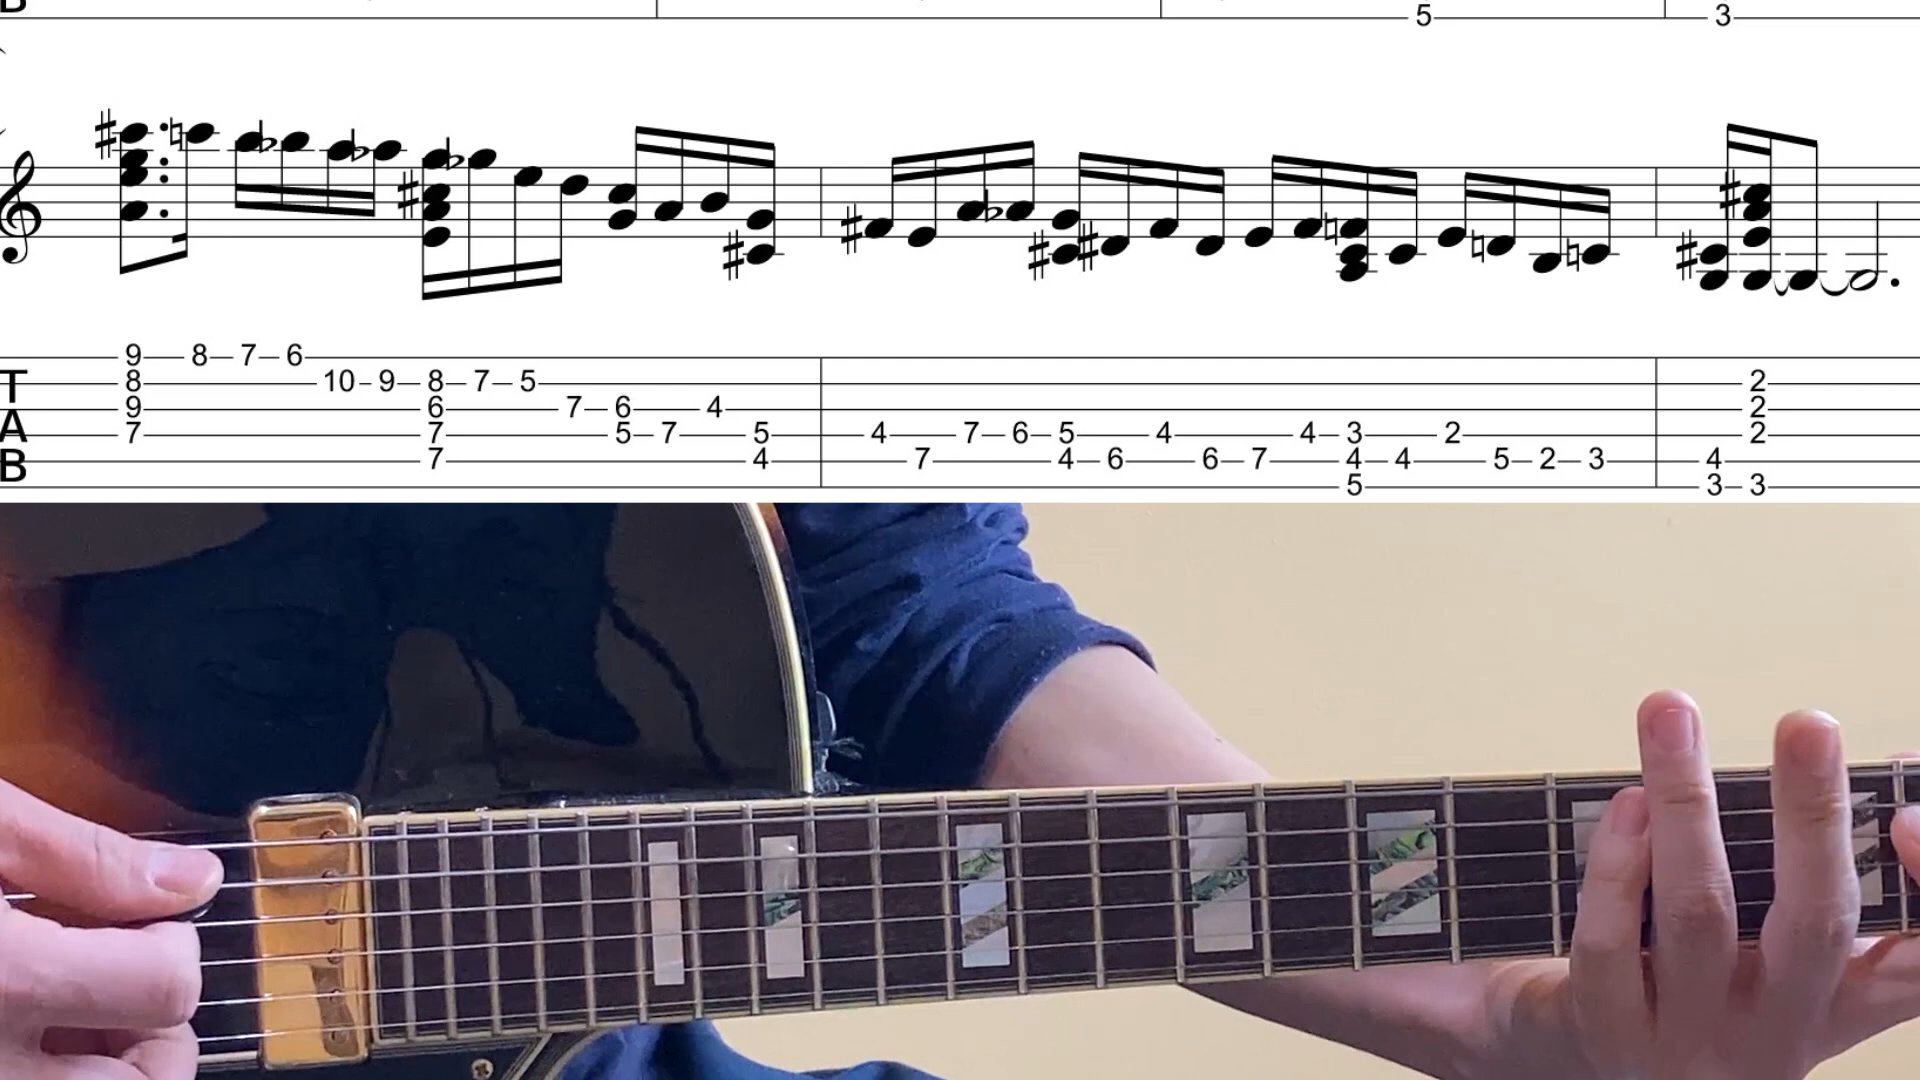 B 5 3
9 8 7 6
T 8 10 9 8 7 5 2
9 6 7 6 4 2
A 7 7 5 7 5 4 7 6 5 4 4 3 2 2
B 7 4 7 4 6 6 7 4 4 5 2 3 4
5 3 3